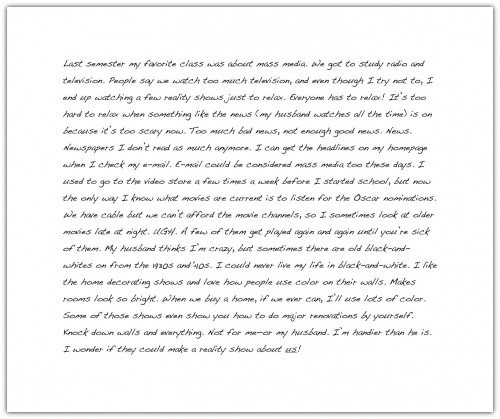 Last semester my favorite class was about mass media. We got to study radio and
television. People say we watch too much television, and even though I try not to, I
end up watching a few reality shows just to relax. Everyone has to relax! It's too
hard to relax when something like the news (my husband watches all the time) is on
because it's too scary now. Too much bad news, not enough good news. News.
Newspapers I don't read as much anymore. I can get the headlines on my homepage
when I check my e-mail. E-mail could be considered mass media too these days. I
used to go to the video store a few times a week before I started school, but now
the only way I know what movies are current is to listen for the Oscar nominations.
We have cable but we can't afford the movie channels, so I sometimes look at older
movies late at night. UGH. A few of them get played again and again until you're sick
of them. My husband thinks I'm crazy, but sometimes there are old black-and-
whites on from the 1930s and '40s. I could never live my life in black-and-white. I like
the home decorating shows and love how people use color on their walls. Makes
rooms look so bright. When we buy a home, if we ever can, I'll use lots of color.
Some of those shows even show you how to do major renovations by yourself.
Knock down walls and everything. Not for me—or my husband. I'm handier than he is.
I wonder if they could make a reality show about us!